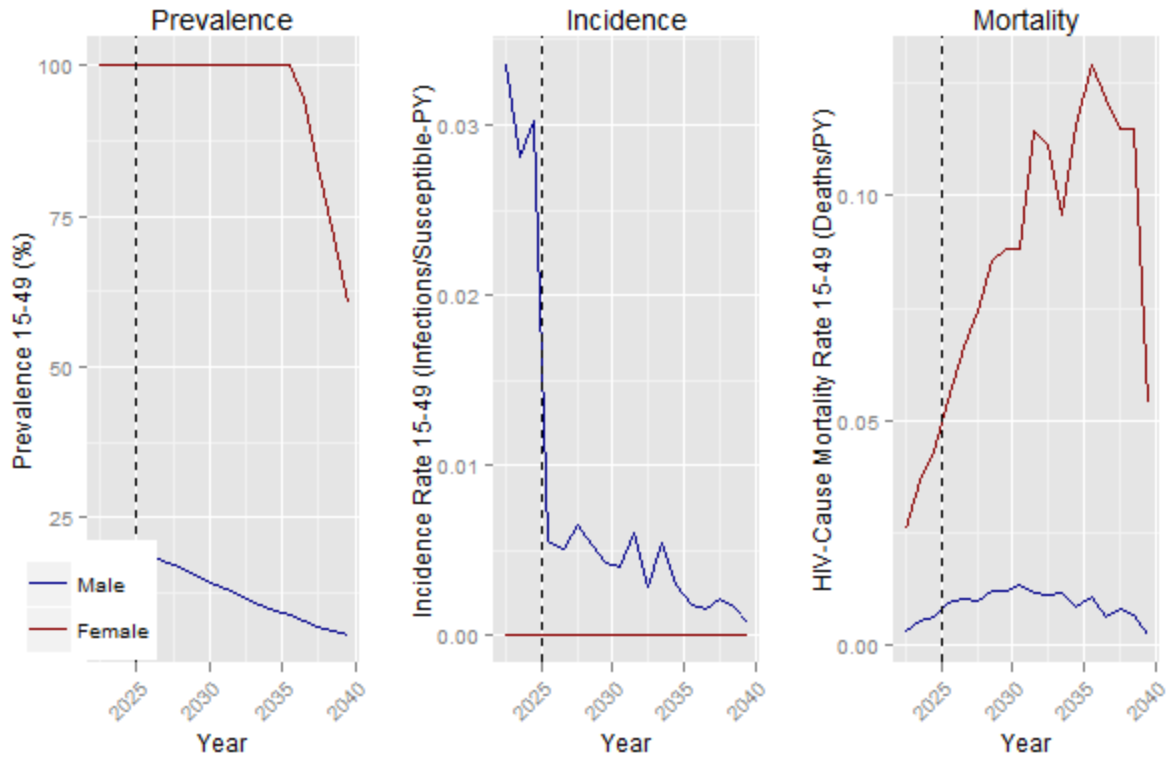 Prevalence
Prevalence 15-49 (%)
100
75
50
25
Male
Female
2025
2030
2035
2040
Year
Incidence
Incidence Rate 15-49 (Infections/Susceptible-PY)
0.03
0.02
0.01
0.00
2025
2030
2035
2040
Year
Mortality
HIV-Cause Mortality Rate 15-49 (Deaths/PY)
0.10
0.05
0.00
2025
2030
2035
2040
Year